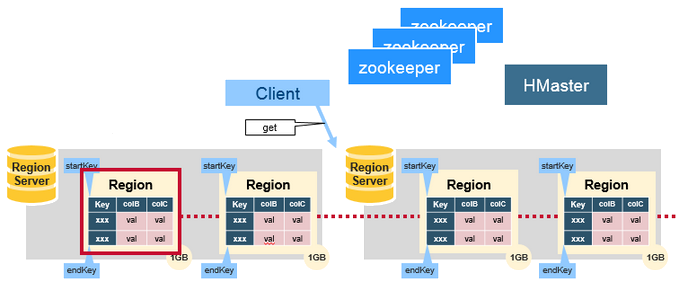 zookeeper
zookeeper
zookeeper
HMaster
Client
get
Region
Server
startKey
Region
Key colB colC
xxx val val
xxx val val
endKey
1GB
startKey
Region
Key colB colC
xxx val val
xxx val val
endKey
1GB
Region
Server
startKey
Region
Key colB colC
xxx val val
xxx val val
endKey
1GB
startKey
Region
Key colB colC
xxx val val
xxx val val
endKey
1GB